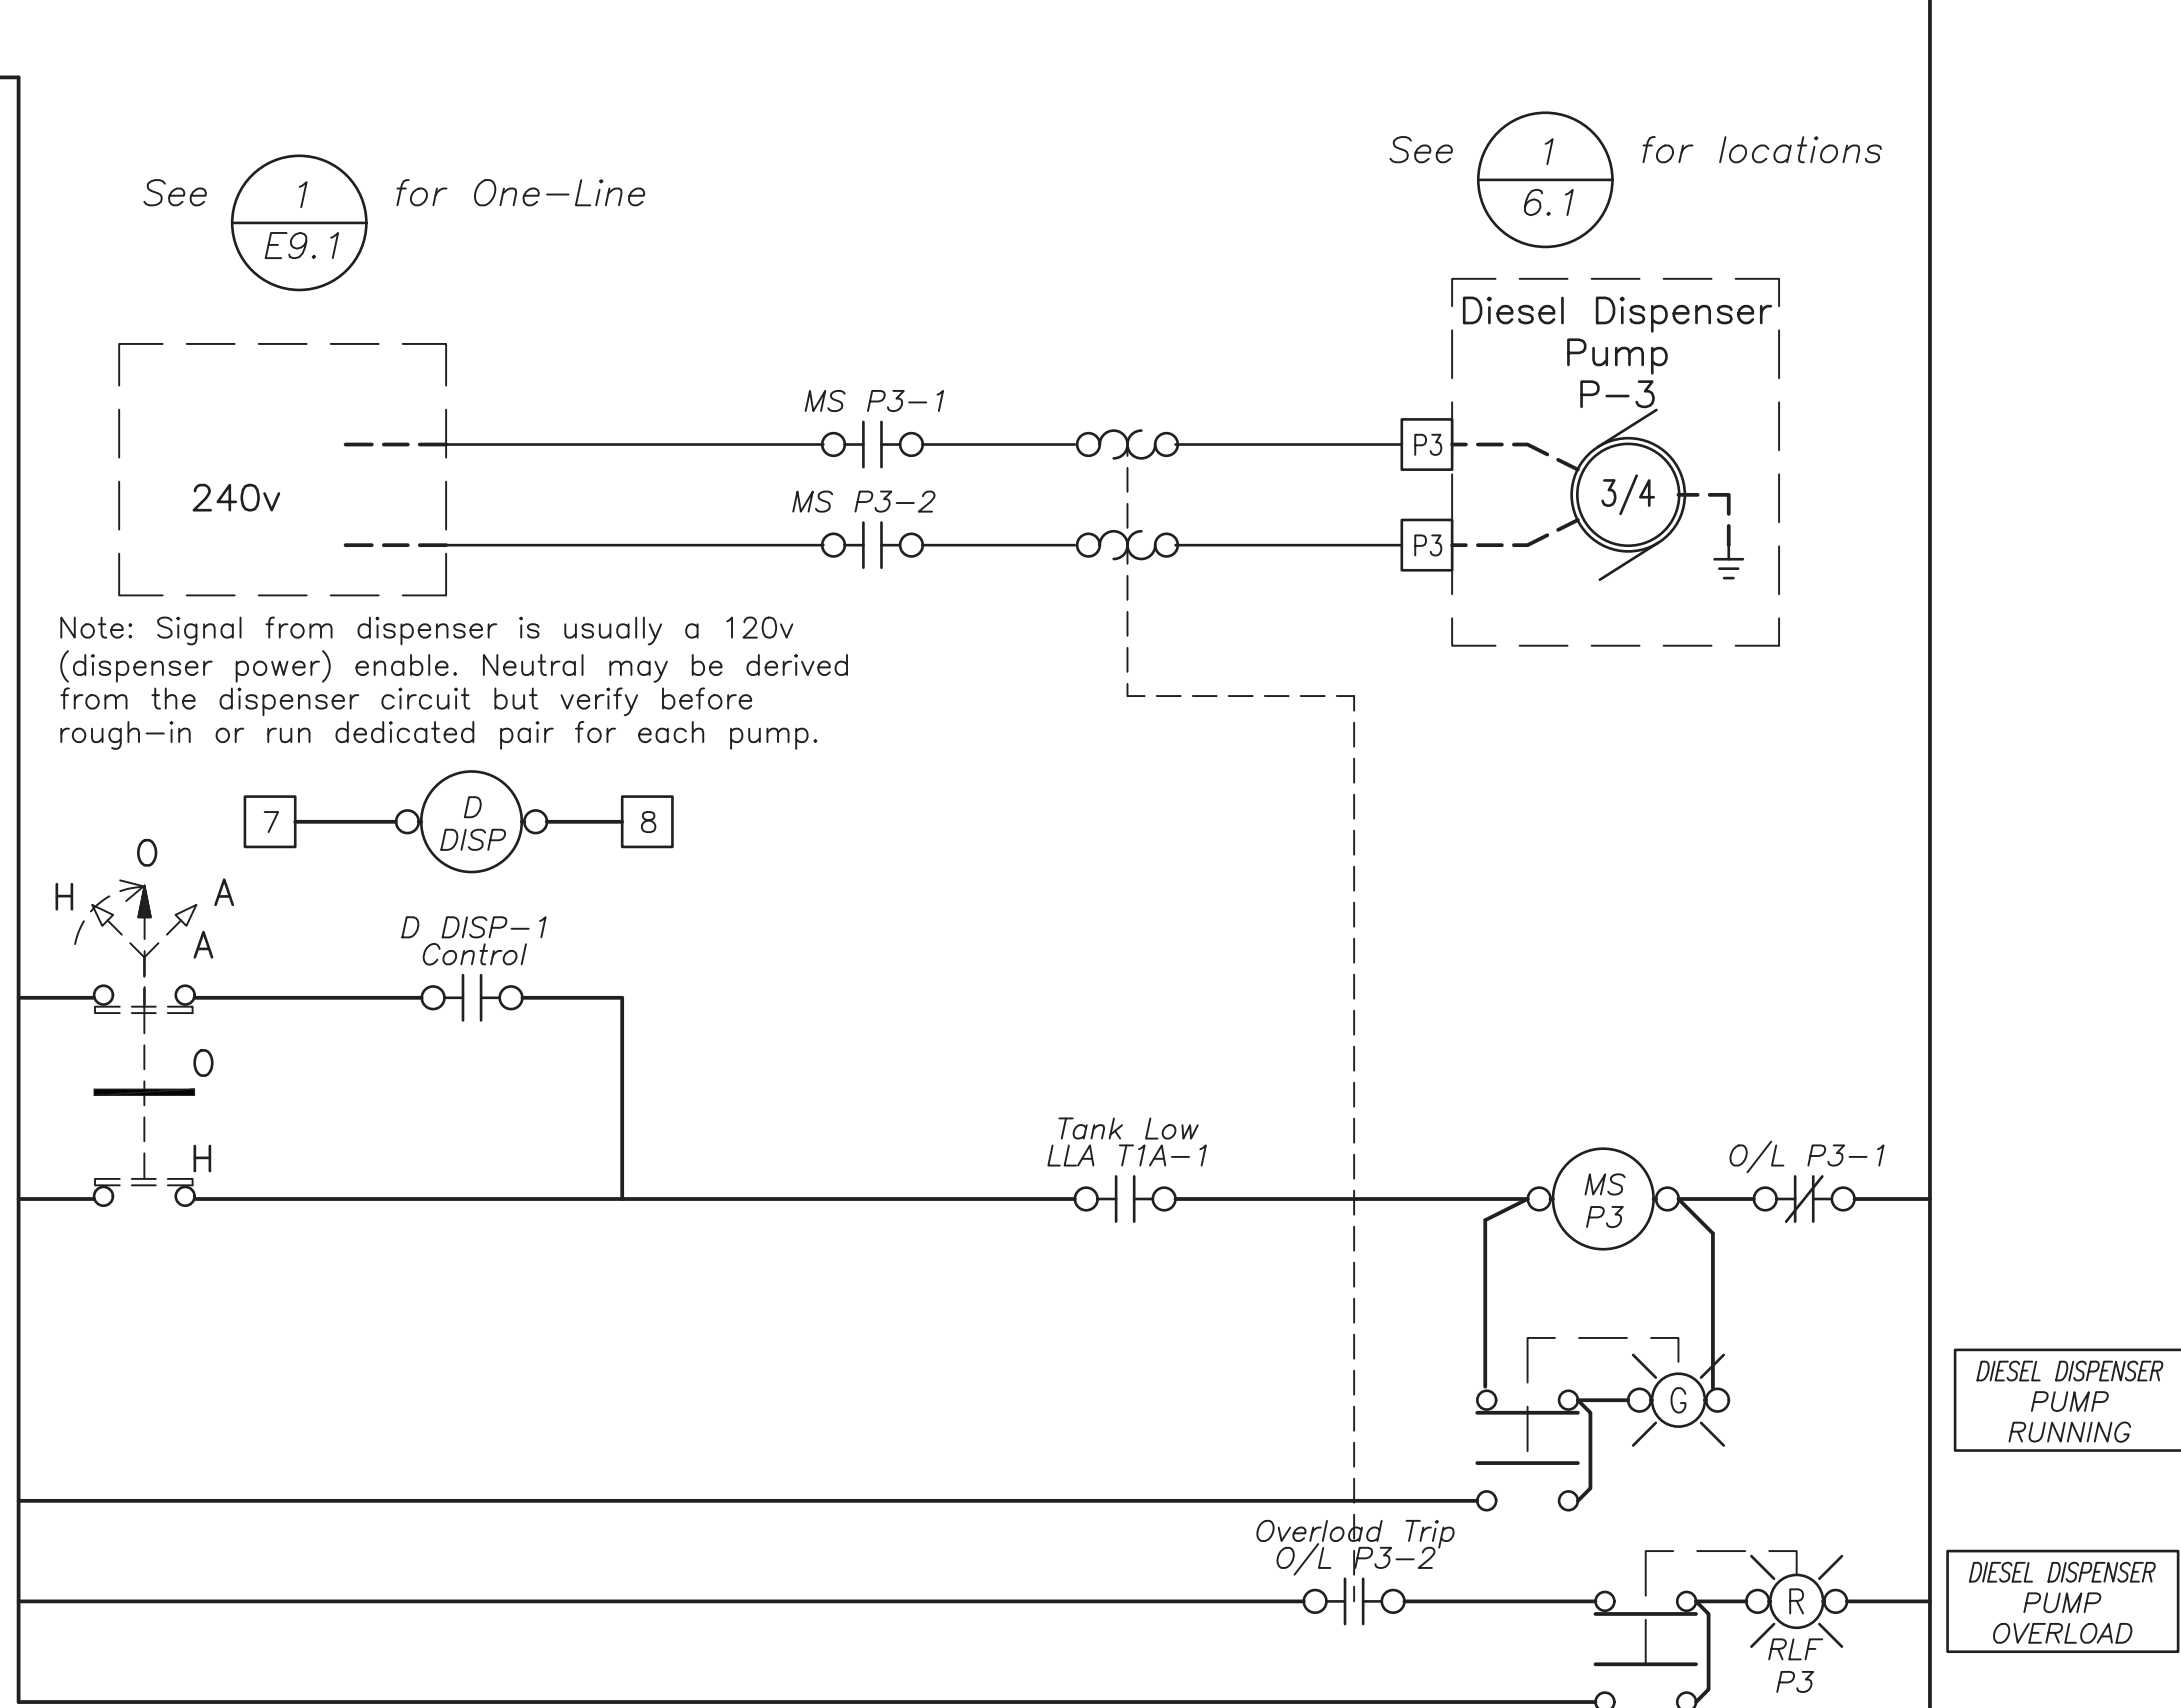 See
1
E9.1
for One-Line
See
1
6.1
for locations
Diesel Dispenser
Pump
P-3
240v
MS P3-1
MS P3-2
P3
P3
3/4
Note: Signal from dispenser is usually a 120v
(dispenser power) enable. Neutral may be derived
from the dispenser circuit but verify before
rough-in or run dedicated pair for each pump.
7
D
DISP
8
O
H
A
A
D DISP-1
Control
O
H
Tank Low
LLA T1A-1
MS
P3
O/L P3-1
G
DIESEL DISPENSER
PUMP
RUNNING
Overload Trip
O/L P3-2
R
RLF
P3
DIESEL DISPENSER
PUMP
OVERLOAD